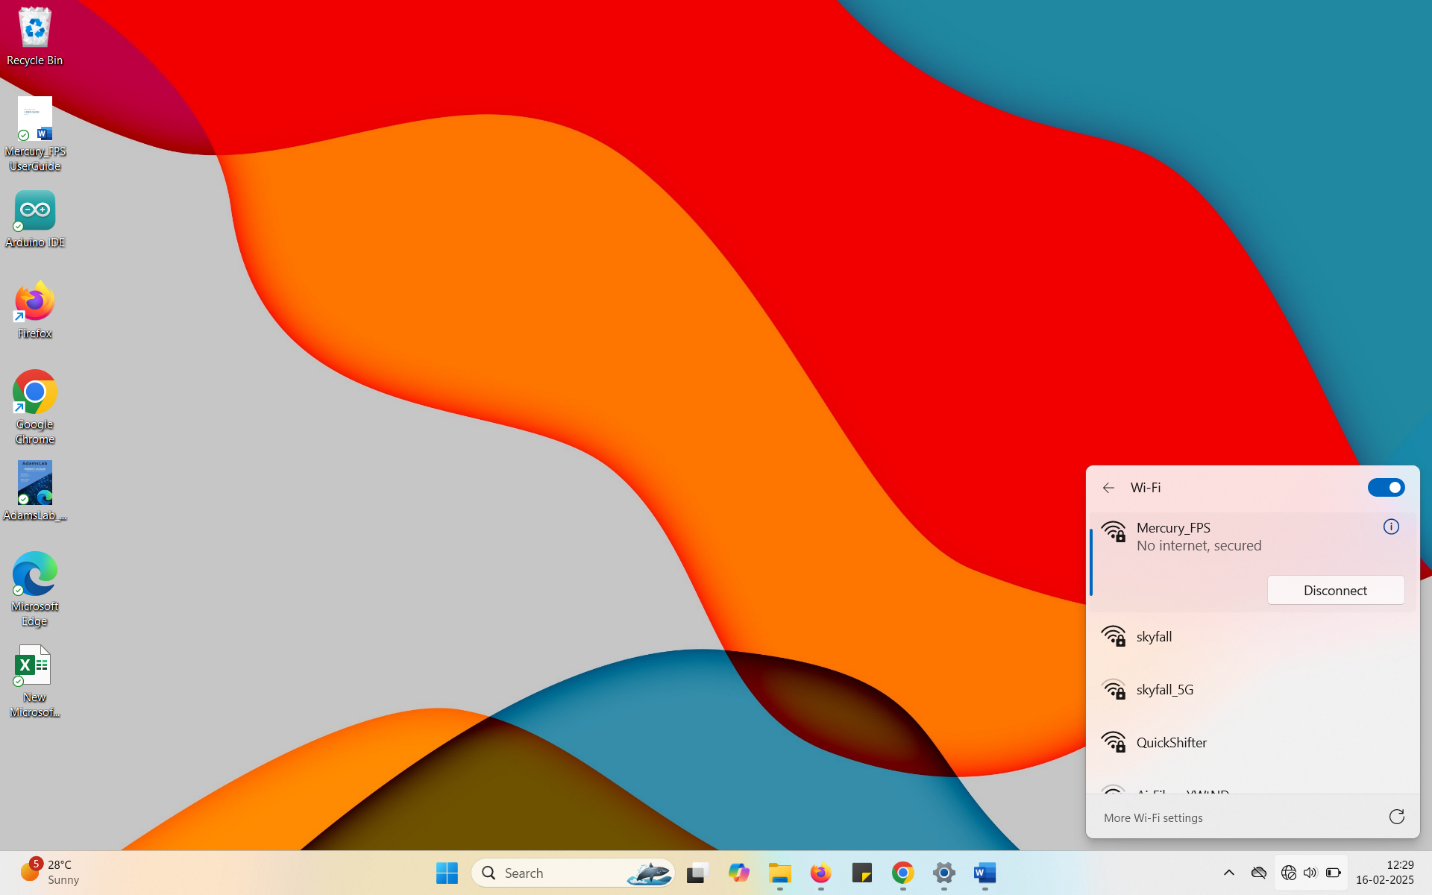 Recycle Bin
Mercury_FPS
UserGuide
Arduino IDE
Firefox
Google
Chrome
AdamsLab_...
Microsoft
Edge
New
Microsof...
Wi-Fi
Mercury_FPS
No internet, secured
Disconnect
skyfall
skyfall_5G
QuickShifter
More Wi-Fi settings
5
28°C
Sunny
Search
12:29
16-02-2025